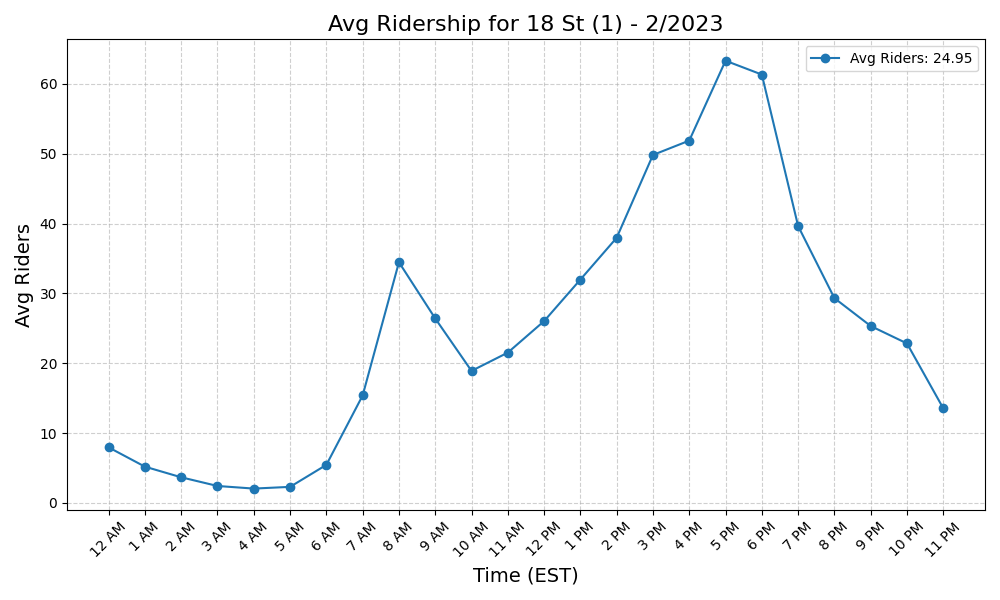 Avg Ridership for 18 St (1) - 2/2023
Avg Riders: 24.95
Avg Riders
60
50
40
30
20
10
0
12 AM
1 AM
2 AM
3 AM
4 AM
5 AM
6 AM
7 AM
8 AM
9 AM
10 AM
11 AM
12 PM
1 PM
2 PM
3 PM
4 PM
5 PM
6 PM
7 PM
8 PM
9 PM
10 PM
11 PM
Time (EST)